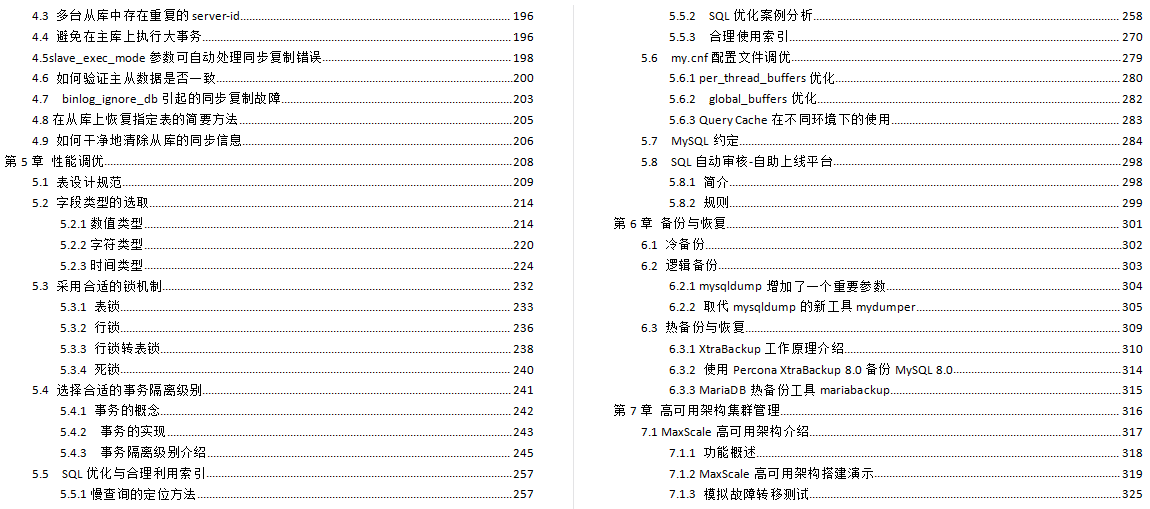 4.3 多台从库中存在重复的 server-id 196
4.4 避免在主库上执行大事务 196
4.5slave_exec_mode 参数可自动处理同步复制错误 198
4.6 如何验证主从数据是否一致 200
4.7 binlog_ignore_db 引起的同步复制故障 203
4.8 在从库上恢复指定表的简要方法 205
4.9 如何干净地清除从库的同步信息 206
第 5 章 性能调优 208
5.1 表设计规范 209
5.2 字段类型的选取 214
5.2.1 数值类型 214
5.2.2 字符类型 220
5.2.3 时间类型 224
5.3 采用合适的锁机制 232
5.3.1 表锁 233
5.3.2 行锁 236
5.3.3 行锁转表锁 238
5.3.4 死锁 240
5.4 选择合适的事务隔离级别 241
5.4.1 事务的概念 242
5.4.2 事务的实现 243
5.4.3 事务隔离级别介绍 245
5.5 SQL 优化与合理利用索引 257
5.5.1 慢查询的定位方法 257
5.5.2 SQL 优化案例分析 258
5.5.3 合理使用索引 270
5.6 my.cnf 配置文件调优 279
5.6.1 per_thread_buffers 优化 280
5.6.2 global_buffers 优化 282
5.6.3 Query Cache 在不同环境下的使用 283
5.7 MySQL 约定 284
5.8 SQL 自动审核-自助上线平台 298
5.8.1 简介 298
5.8.2 规则 299
第 6 章 备份与恢复 301
6.1 冷备份 302
6.2 逻辑备份 303
6.2.1 mysqldump 增加了一个重要参数 304
6.2.2 取代 mysqldump 的新工具 mydumper 305
6.3 热备份与恢复 309
6.3.1 XtraBackup 工作原理介绍 310
6.3.2 使用 Percona XtraBackup 8.0 备份 MySQL 8.0 314
6.3.3 MariaDB 热备份工具 mariabackup 315
第 7 章 高可用架构集群管理 316
7.1 MaxScale 高可用架构介绍 317
7.1.1 功能概述 318
7.1.2 MaxScale 高可用架构搭建演示 319
7.1.3 模拟故障转移测试 325